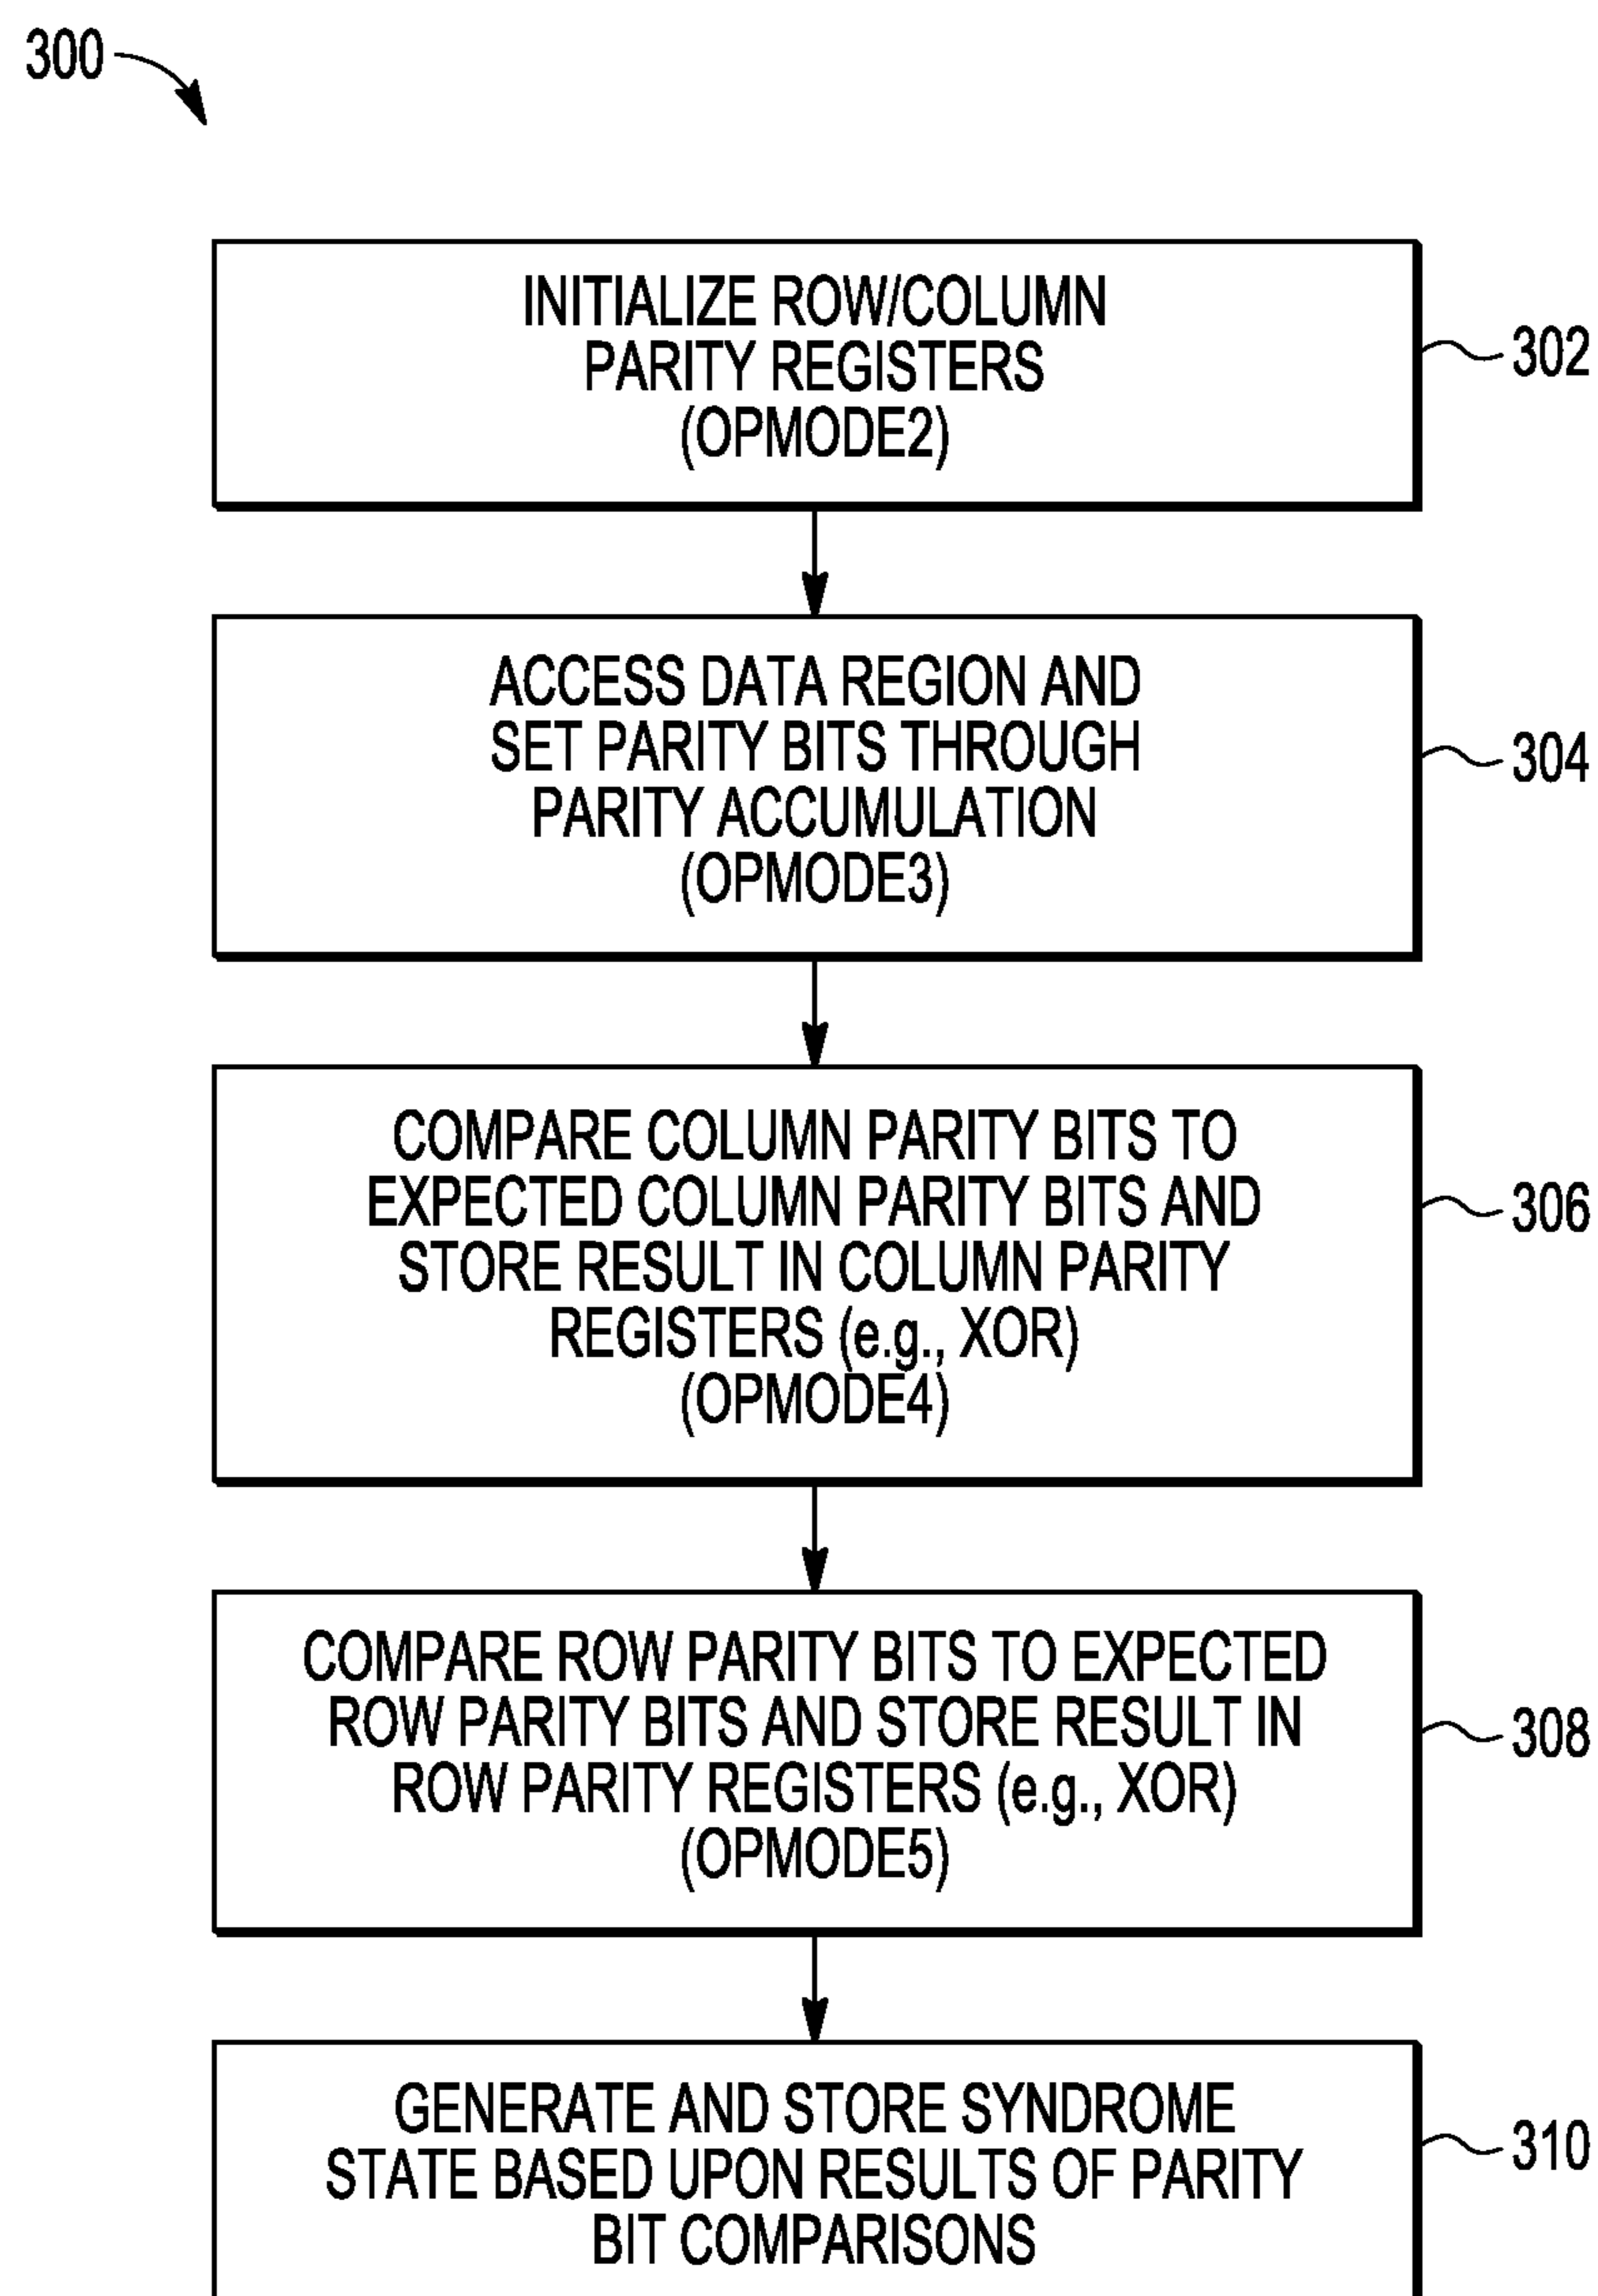 300
INITIALIZE ROW/COLUMN
PARITY REGISTERS
(OPMODE2)
302
ACCESS DATA REGION AND
SET PARITY BITS THROUGH
PARITY ACCUMULATION
(OPMODE3)
304
COMPARE COLUMN PARITY BITS TO
EXPECTED COLUMN PARITY BITS AND
STORE RESULT IN COLUMN PARITY
REGISTERS (e.g., XOR)
(OPMODE4)
306
COMPARE ROW PARITY BITS TO EXPECTED
ROW PARITY BITS AND STORE RESULT IN
ROW PARITY REGISTERS (e.g., XOR)
(OPMODE5)
308
GENERATE AND STORE SYNDROME
STATE BASED UPON RESULTS OF PARITY
BIT COMPARISONS
310